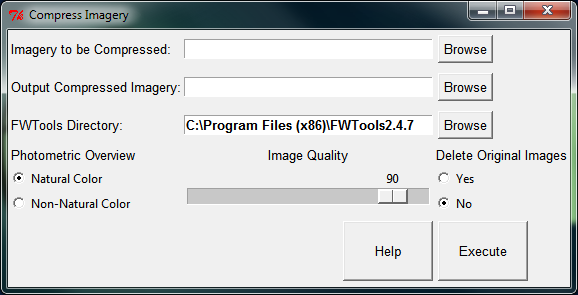 Compress Imagery
Imagery to be Compressed: Browse
Output Compressed Imagery: Browse
FWTools Directory: C:\Program Files (x86)\FWTools2.4.7 Browse
Photometric Overview Image Quality Delete Original Images
Natural Color 90 Yes
Non-Natural Color No
Help Execute